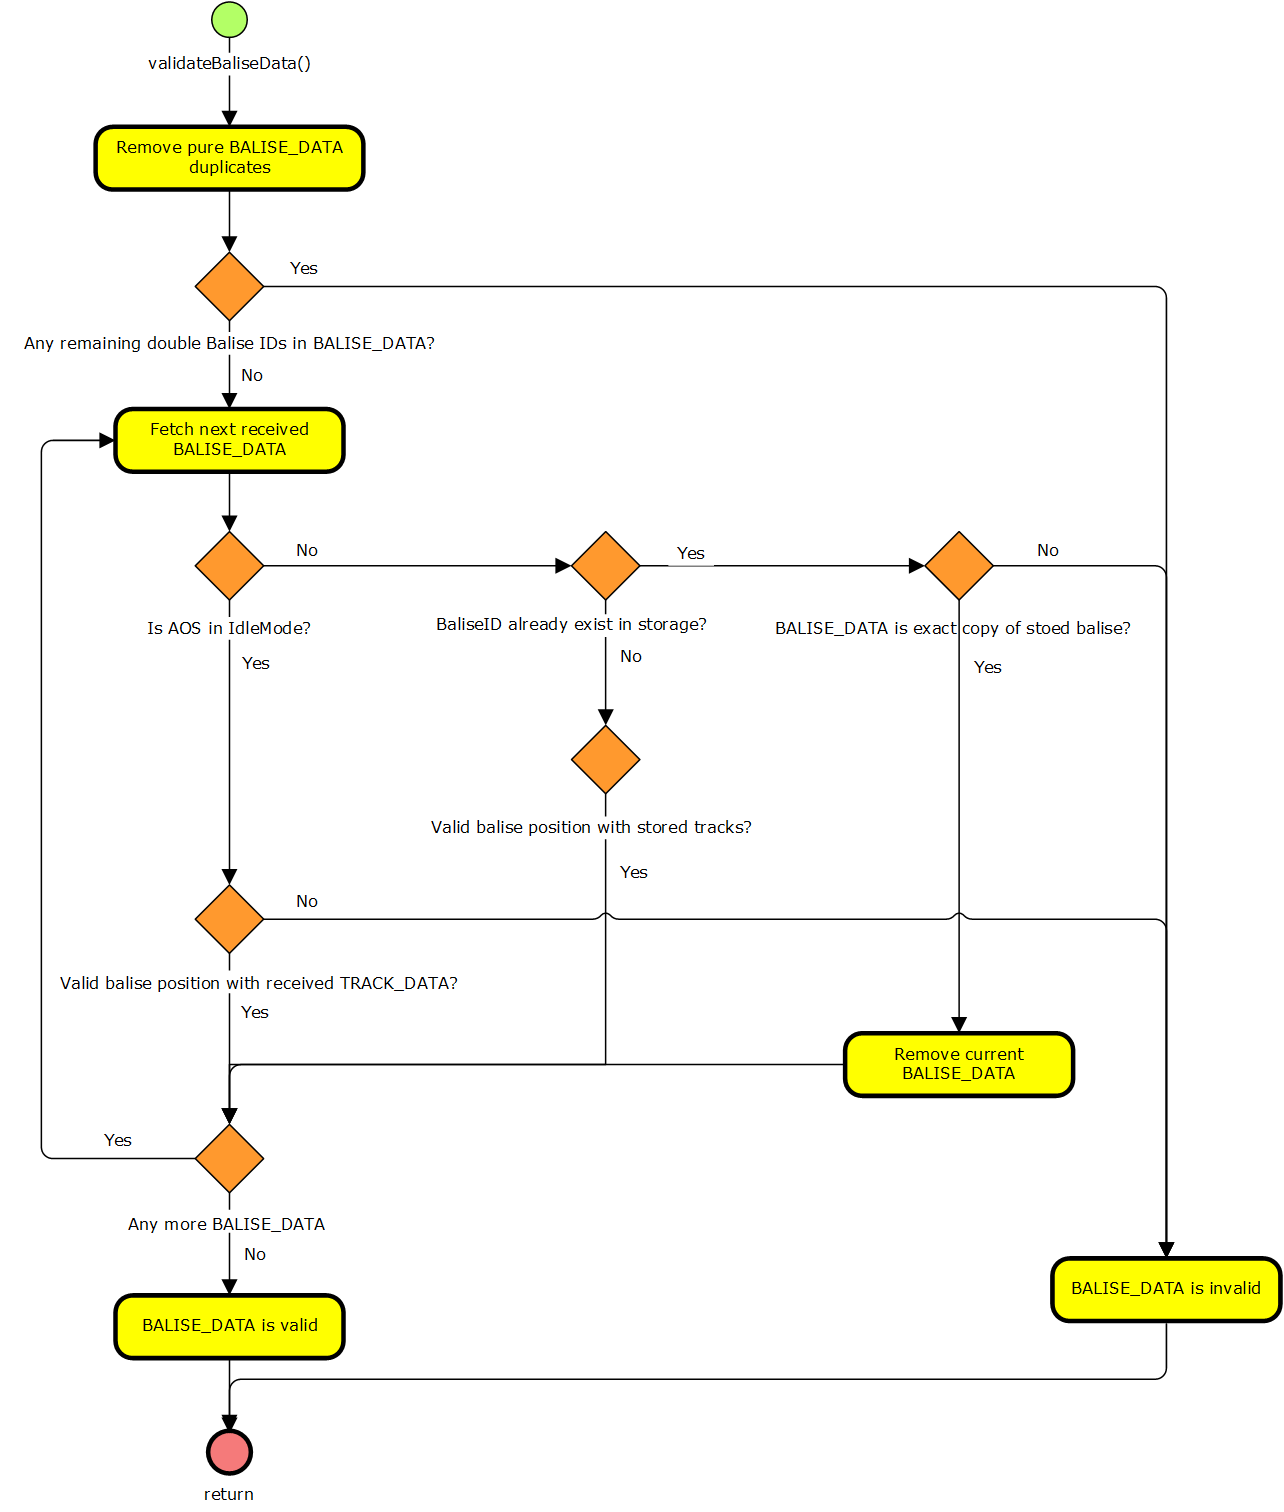 validateBaliseData()
Remove pure BALISE_DATA
duplicates
Yes
Any remaining double Balise IDs in BALISE_DATA?
No
Fetch next received
BALISE_DATA
No
Yes
No
Is AOS in IdleMode?
BaliseID already exist in storage?
BALISE_DATA is exact copy of stoed balise?
Yes
No
Yes
Valid balise position with stored tracks?
Yes
No
Valid balise position with received TRACK_DATA?
Yes
Remove current
BALISE_DATA
Yes
Any more BALISE_DATA
No
BALISE_DATA is invalid
BALISE_DATA is valid
return